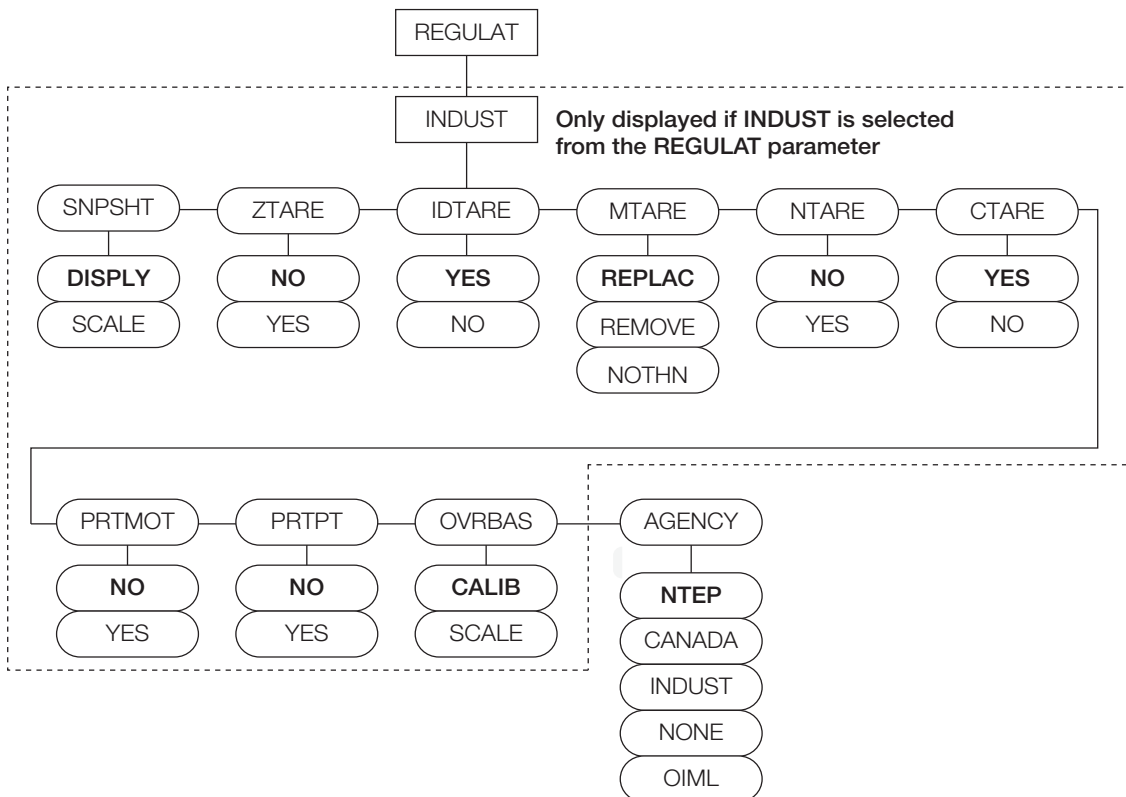 REGULAT
INDUST
Only displayed if INDUST is selected
from the REGULAT parameter
SNPSHT ZTARE IDTARE MTARE NTARE CTARE
DISPLY NO YES REPLAC NO YES
SCALE YES NO REMOVE YES NO
NOTHN
PRTMOT PRTPT OVRBAS AGENCY
NO NO CALIB NTEP
YES YES SCALE CANADA
INDUST
NONE
OIML